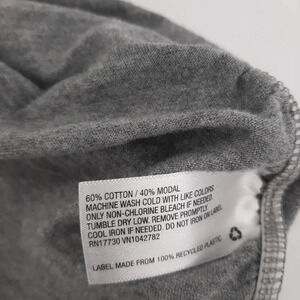 60% COTTON / 40% MODAL
MACHINE WASH COLD WITH LIKE COLORS
ONLY NON-CHLORINE BLEACH IF NEEDED
TUMBLE DRY LOW. REMOVE PROMPTLY
COOL IRON IF NEEDED. DO NOT IRON ON LABEL
RN17730 VN1042782
LABEL MADE FROM 100% RECYCLED PLASTIC